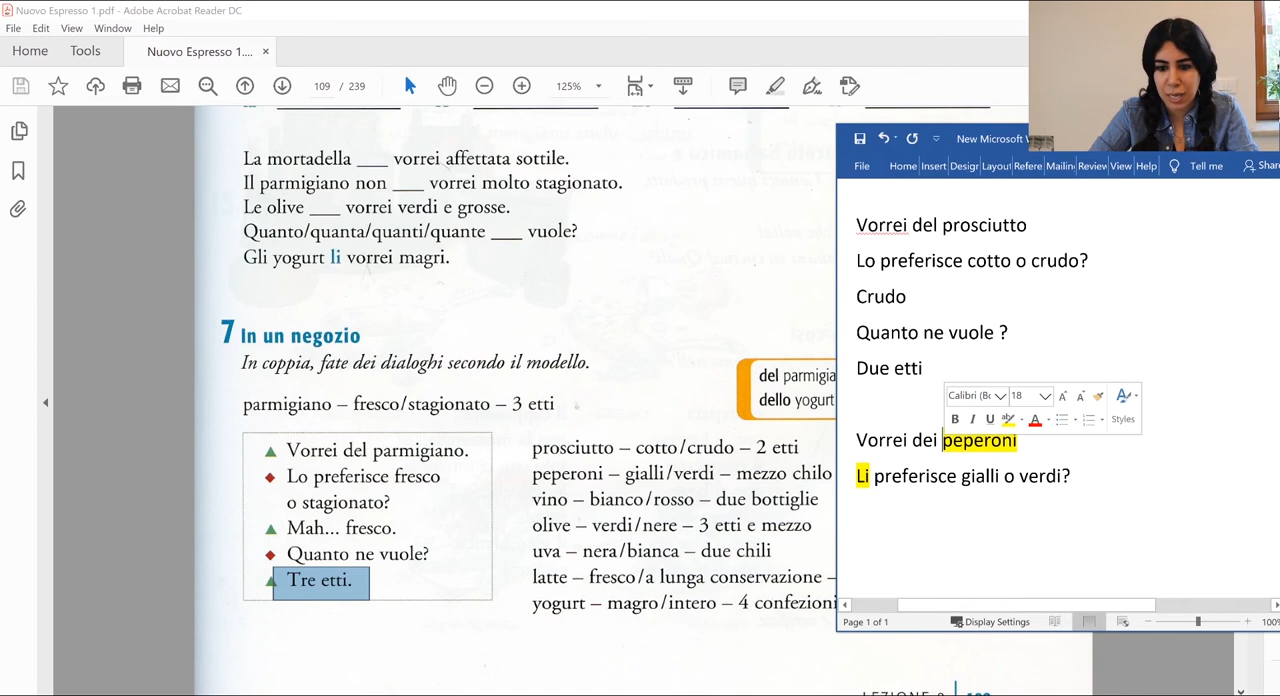 Nuovo Espresso 1.pdf - Adobe Acrobat Reader DC
File Edit View Window Help
Home Tools Nuovo Espresso 1.... ×
109 / 239 125%
La mortadella ___ vorrei affettata sottile.
Il parmigiano non ___ vorrei molto stagionato.
Le olive ___ vorrei verdi e grosse.
Quanto/quanta/quanti/quante ___ vuole?
Gli yogurt li vorrei magri.
7 In un negozio
In coppia, fate dei dialoghi secondo il modello.
parmigiano – fresco/stagionato – 3 etti
del parmigia
dello yogurt
Vorrei del parmigiano.
Lo preferisce fresco
o stagionato?
Mah... fresco.
Quanto ne vuole?
Tre etti.
prosciutto – cotto/crudo – 2 etti
peperoni – gialli/verdi – mezzo chilo
vino – bianco/rosso – due bottiglie
olive – verdi/nere – 3 etti e mezzo
uva – nera/bianca – due chili
latte – fresco/a lunga conservazione –
yogurt – magro/intero – 4 confezioni
New Microsoft
File Home Insert Design Layou Refere Mailin Review View Help Tell me Shar
Vorrei del prosciutto
Lo preferisce cotto o crudo?
Crudo
Quanto ne vuole ?
Due etti
Calibri (Bc 18
B I U Styles
Vorrei dei peperoni
Li preferisce gialli o verdi?
Page 1 of 1 Display Settings 100%